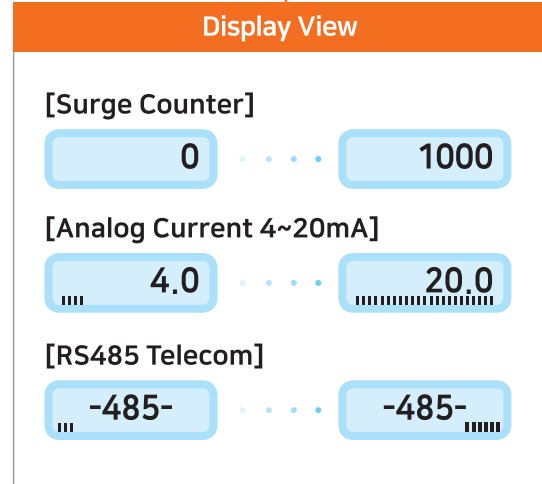 Display View
[Surge Counter]
0 1000
[Analog Current 4~20mA]
4.0 20.0
[RS485 Telecom]
-485- -485-